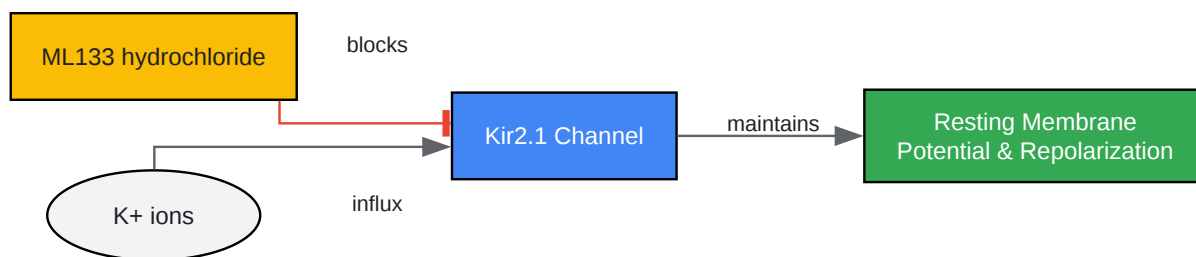 ML133 hydrochloride
blocks
Kir2.1 Channel
maintains
Resting Membrane
Potential & Repolarization
K+ ions
influx